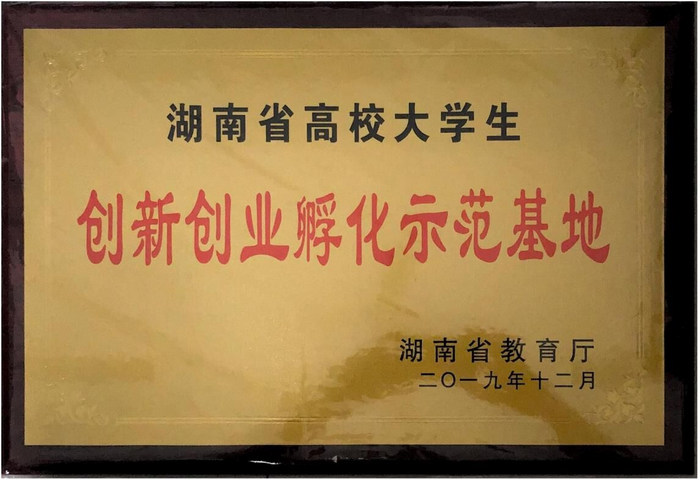 湖南省高校大学生
创新创业孵化示范基地
湖南省教育厅
二〇一九年十二月